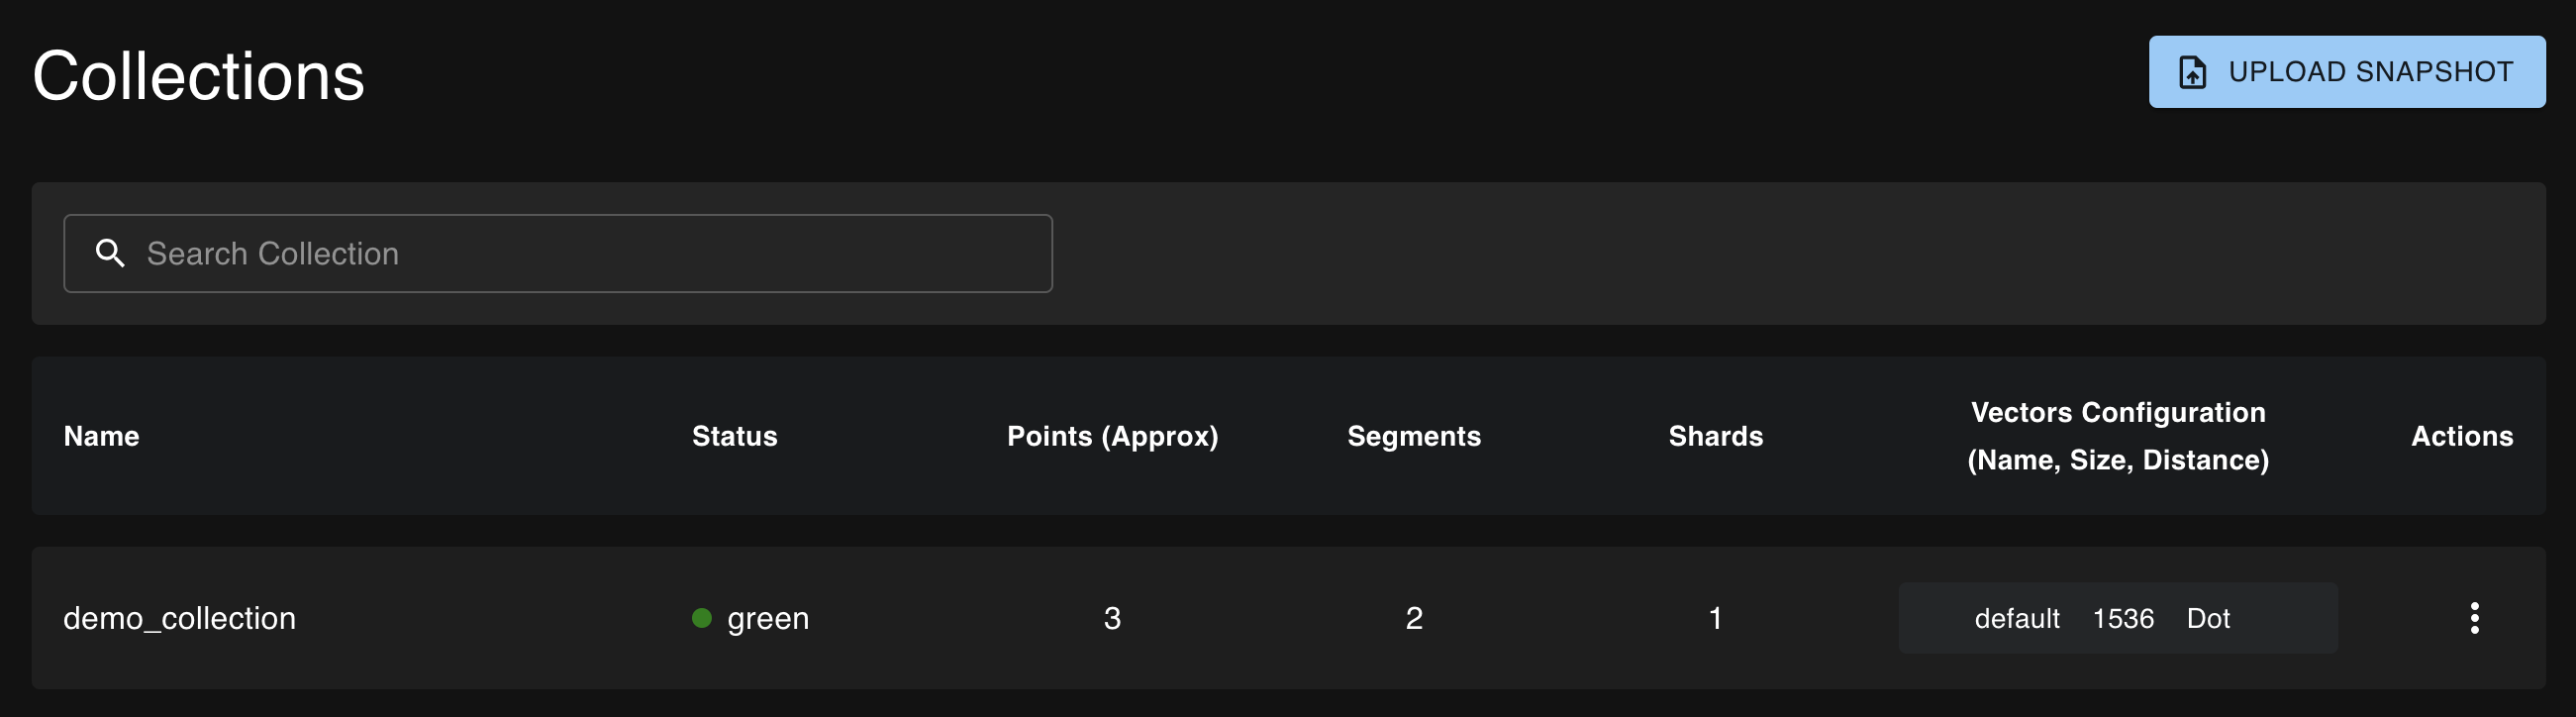 Collections
UPLOAD SNAPSHOT
Search Collection
Name Status Points (Approx) Segments Shards Vectors Configuration (Name, Size, Distance) Actions
demo_collection green 3 2 1 default 1536 Dot